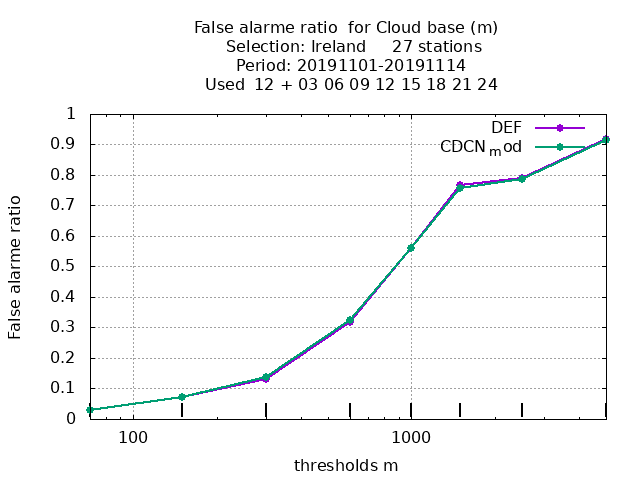 False alarme ratio  for Cloud base (m)
Selection: Ireland     27 stations
Period: 20191101-20191114
Used  12 + 03 06 09 12 15 18 21 24
DEF
CDCNmod
1
0.9
0.8
0.7
0.6
0.5
0.4
0.3
0.2
0.1
0
False alarme ratio
100
1000
thresholds m